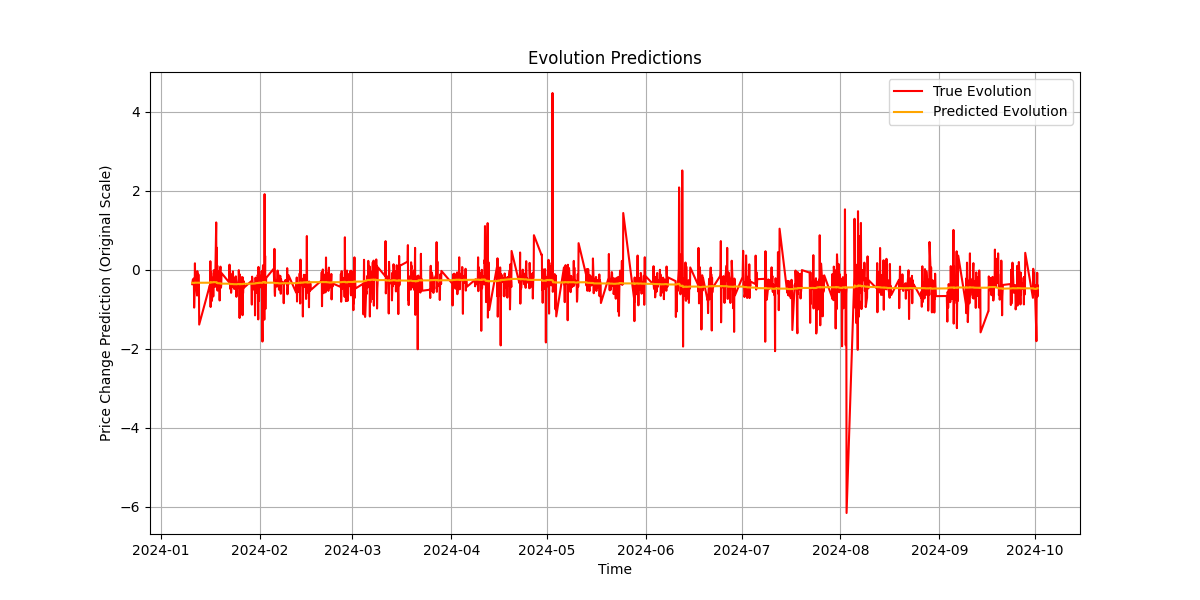 Evolution Predictions
True Evolution
Predicted Evolution
Price Change Prediction (Original Scale)
4
2
0
−2
−4
−6
2024-01 2024-02 2024-03 2024-04 2024-05 2024-06 2024-07 2024-08 2024-09 2024-10
Time